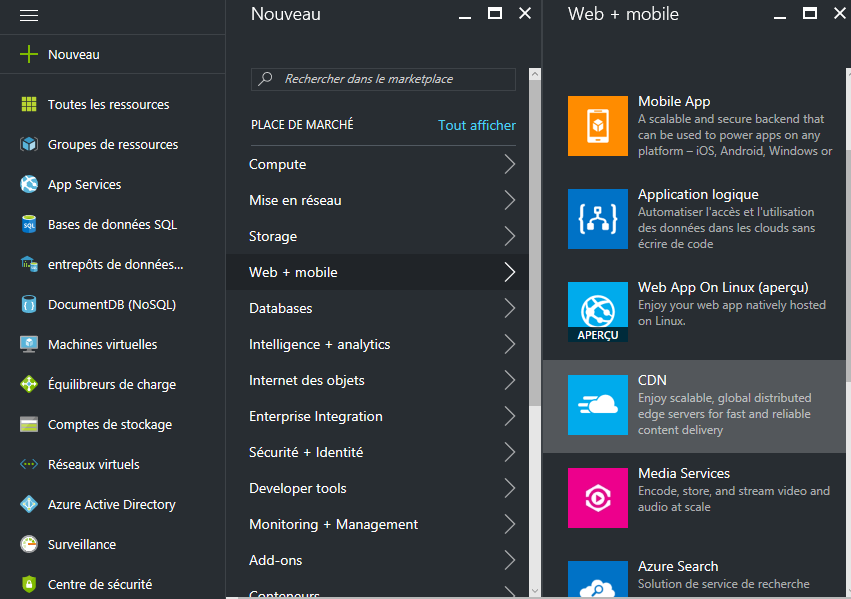 Nouveau
Toutes les ressources
Groupes de ressources
App Services
Bases de données SQL
SQL
entrepôts de données...
DocumentDB (NoSQL)
Machines virtuelles
Équilibreurs de charge
Comptes de stockage
Réseaux virtuels
Azure Active Directory
Surveillance
Centre de sécurité
Nouveau
Rechercher dans le marketplace
PLACE DE MARCHÉ
Tout afficher
Compute
Mise en réseau
Storage
Web + mobile
Databases
Intelligence + analytics
Internet des objets
Enterprise Integration
Sécurité + Identité
Developer tools
Monitoring + Management
Add-ons
Conteneurs
Web + mobile
Mobile App
A scalable and secure backend that
can be used to power apps on any
platform – iOS, Android, Windows or
Application logique
Automatiser l'accès et l'utilisation
des données dans les clouds sans
écrire de code
Web App On Linux (aperçu)
Enjoy your web app natively hosted
on Linux.
APERÇU
CDN
Enjoy scalable, global distributed
edge servers for fast and reliable
content delivery
Media Services
Encode, store, and stream video and
audio at scale
Azure Search
Solution de service de recherche